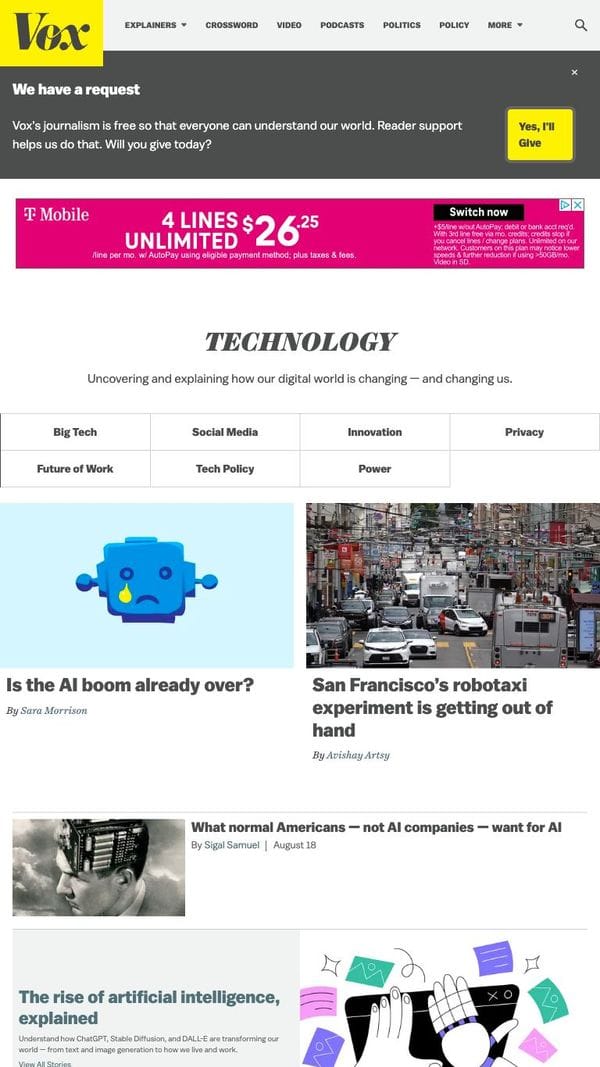 Vox
EXPLAINERS CROSSWORD VIDEO PODCASTS POLITICS POLICY MORE
We have a request
Vox's journalism is free so that everyone can understand our world. Reader support
helps us do that. Will you give today?
Yes, I'll
Give
T Mobile
4 LINES
UNLIMITED
$26.25
/line per mo. w/ AutoPay using eligible payment method; plus taxes & fees.
Switch now
+$5/line w/out AutoPay; debit or bank acct req'd.
With 3rd line free via mo. credits; credits stop if
you cancel lines / change plans. Unlimited on our
network. Customers on this plan may notice lower
speeds & further reduction if using >50GB/mo.
Video in SD.
TECHNOLOGY
Uncovering and explaining how our digital world is changing — and changing us.
Big Tech Social Media Innovation Privacy
Future of Work Tech Policy Power
Is the AI boom already over?
By Sara Morrison
San Francisco's robotaxi
experiment is getting out of
hand
By Avishay Artsy
What normal Americans — not AI companies — want for AI
By Sigal Samuel | August 18
The rise of artificial intelligence,
explained
Understand how ChatGPT, Stable Diffusion, and DALL-E are transforming our
world — from text and image generation to how we live and work.
View All Stories